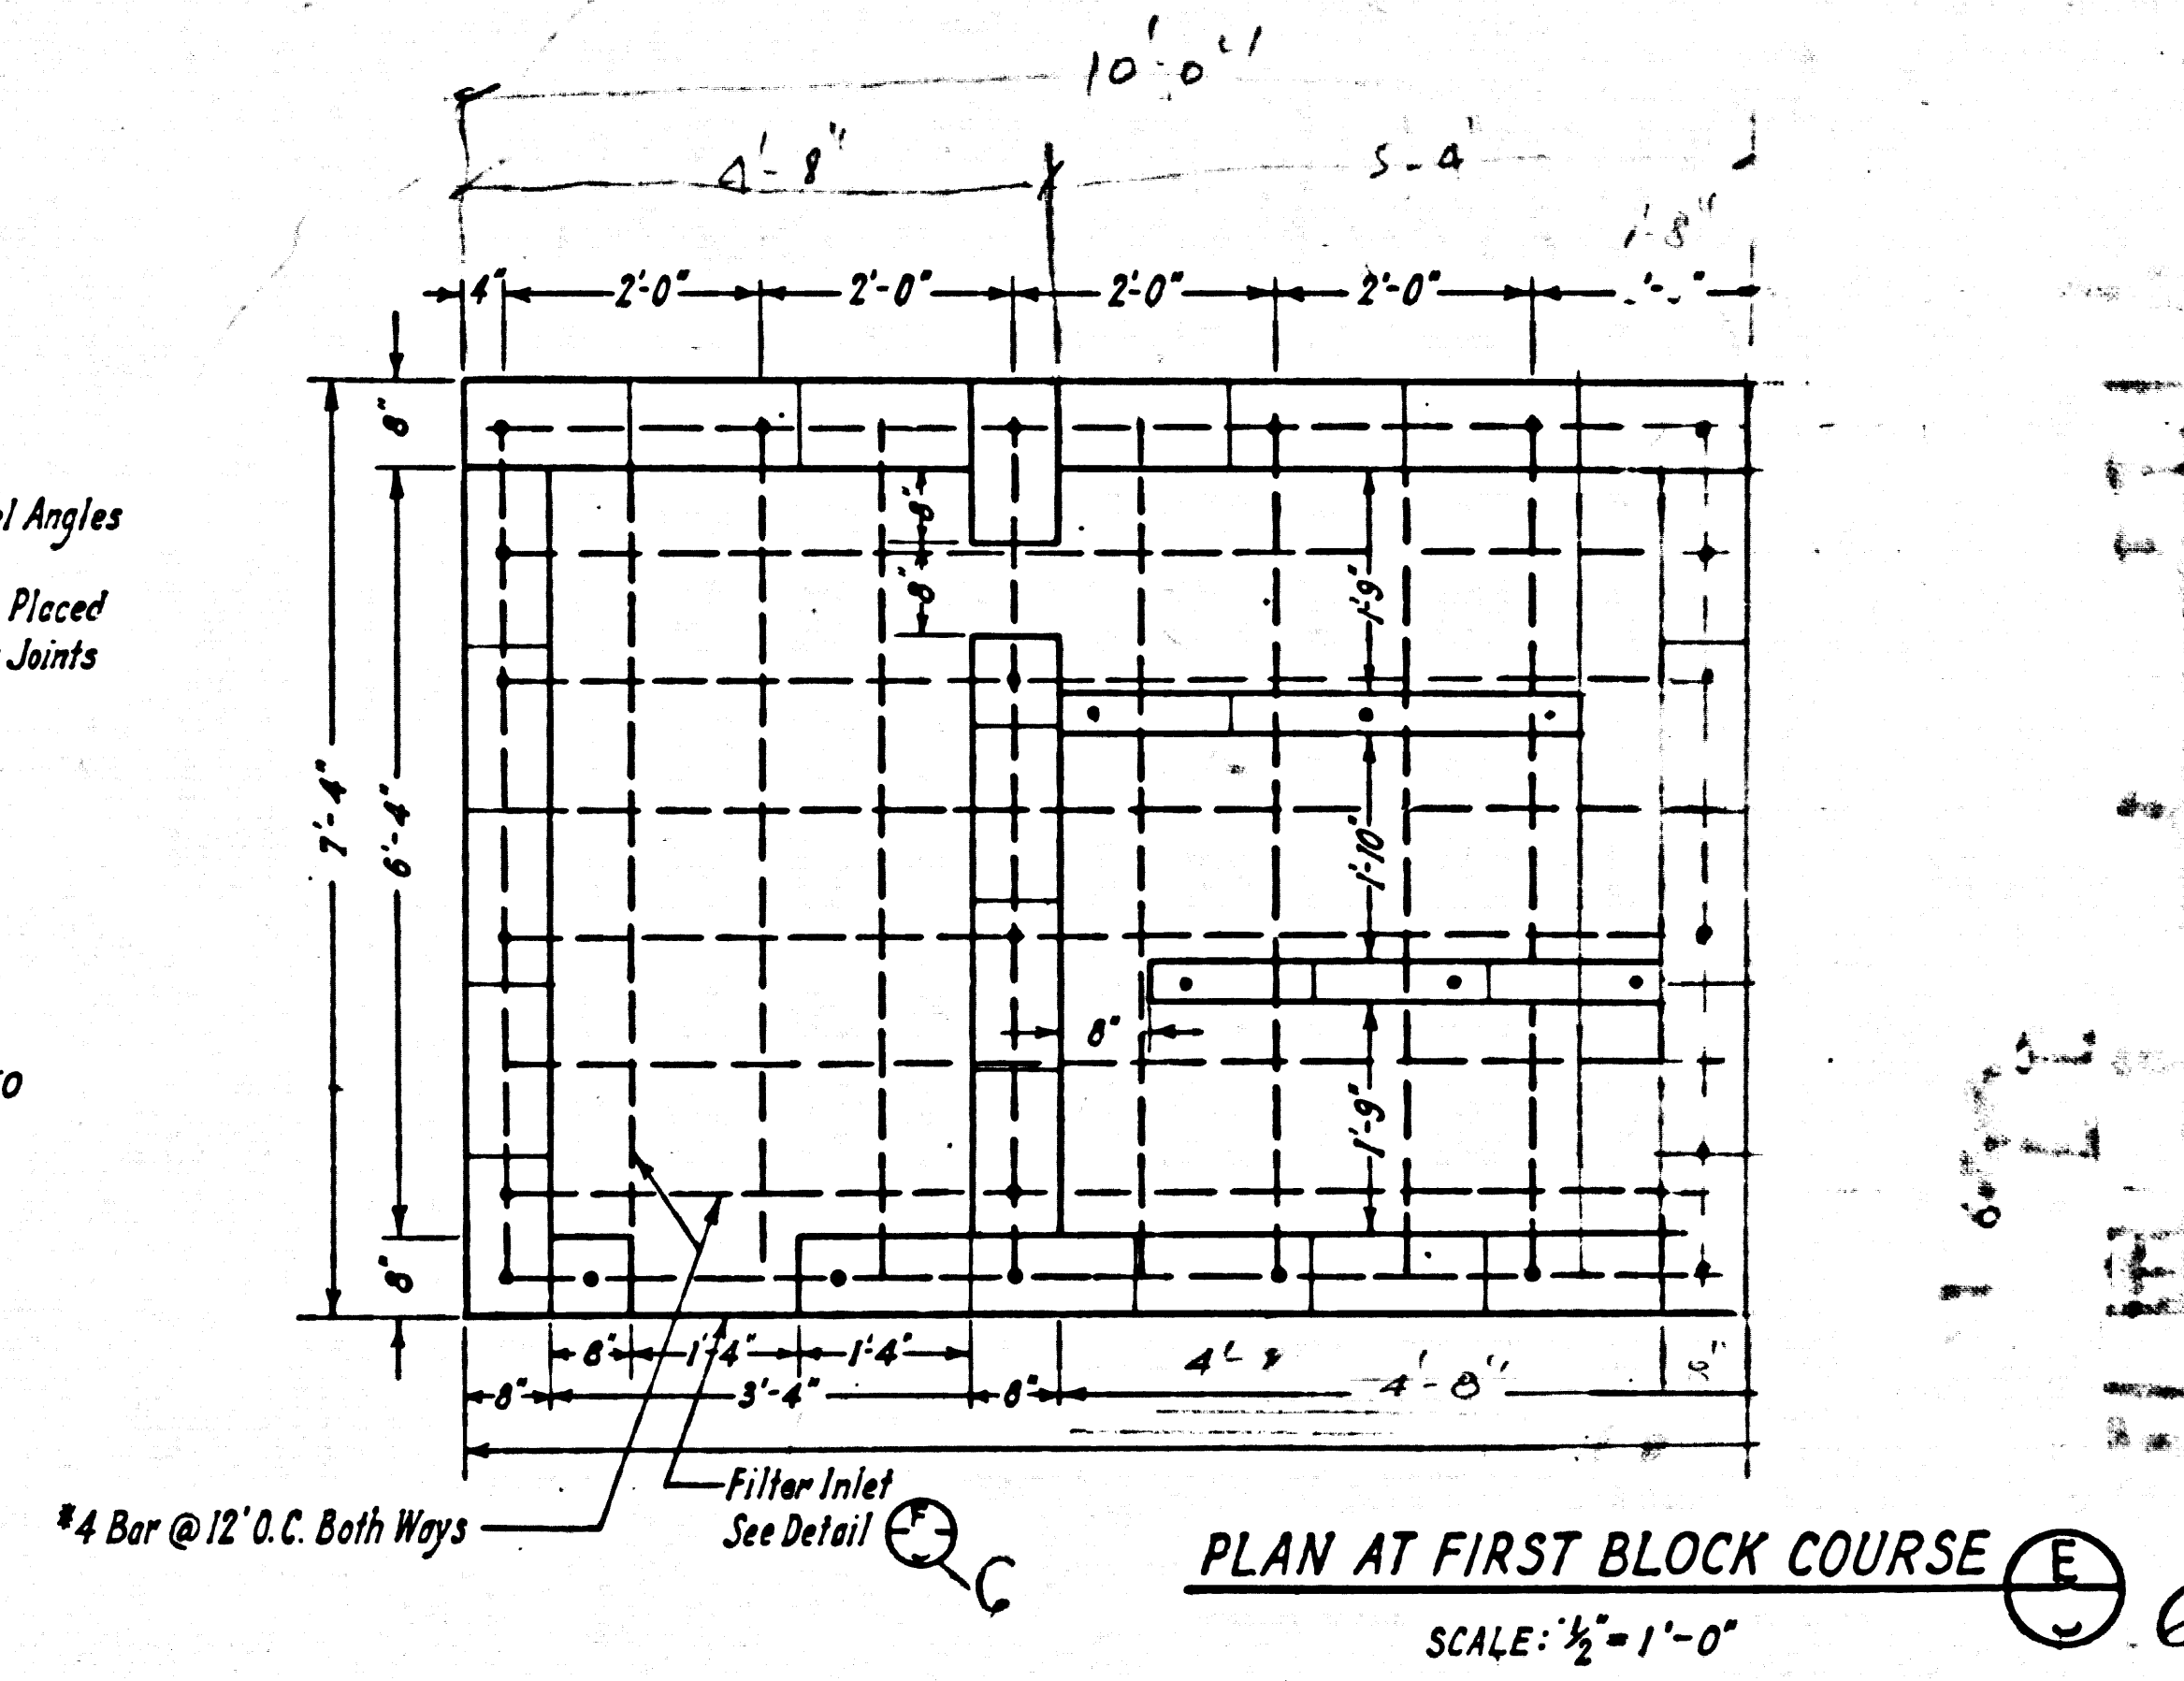 10'-0"
4'-8"
5-4'
1'-8"
4"
2'-0"
2'-0"
2'-0"
2'-0"
8"
8"
8"
1'-9"
l Angles
Placed
Joints
7'-4"
6'-4"
1'-10"
8"
1'-9"
8"
8"
1'-4"
1'-4"
4'-
8"
3'-4"
8"
4'-8"
Filter Inlet
See Detail
F
C
#4 Bar @ 12' O.C. Both Ways
PLAN AT FIRST BLOCK COURSE
E
SCALE: ½" = 1'-0"